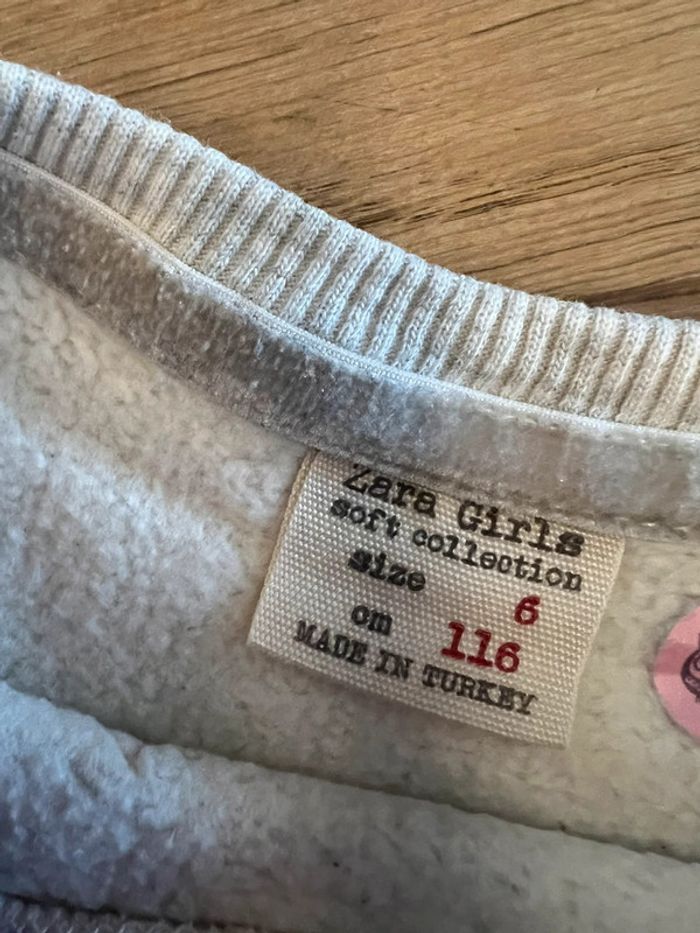 Zara Girls
soft collection
size
6
cm
116
MADE IN TURKEY